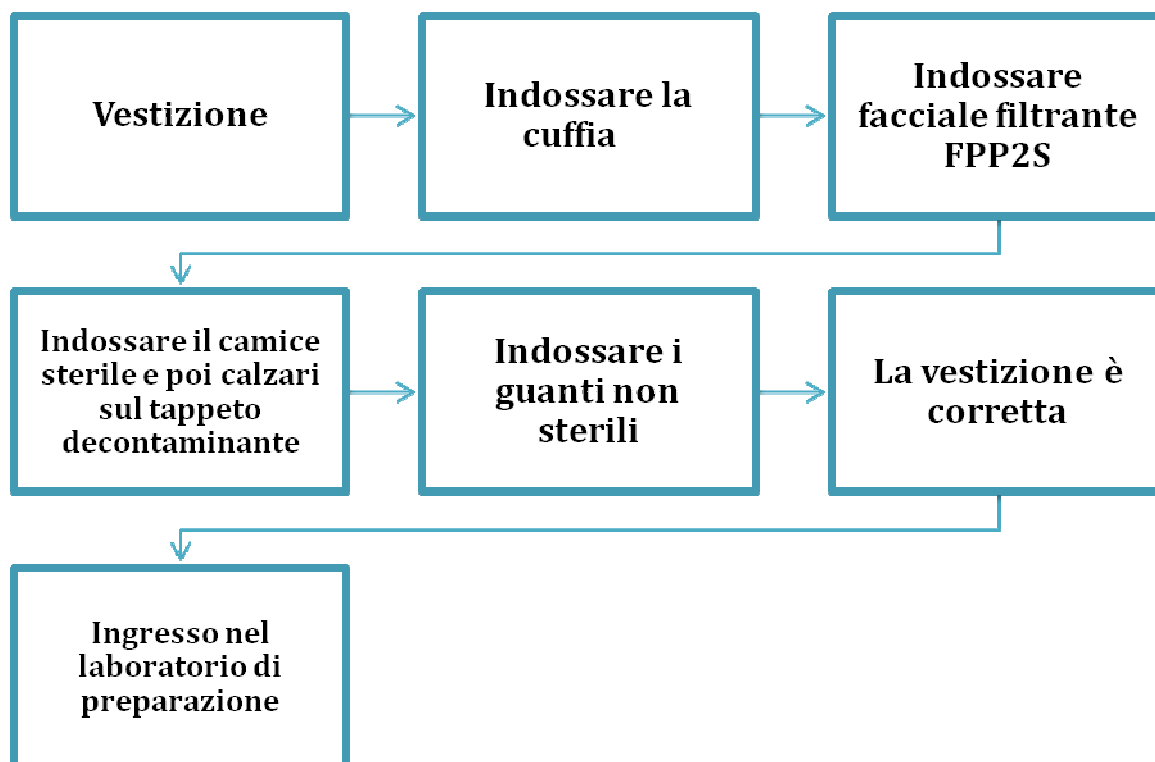 Vestizione
Indossare la
cuffia
Indossare
facciale filtrante
FPP2S
Indossare il camice
sterile e poi calzari
sul tappeto
decontaminante
Indossare i
guanti non
sterili
La vestizione è
corretta
Ingresso nel
laboratorio di
preparazione